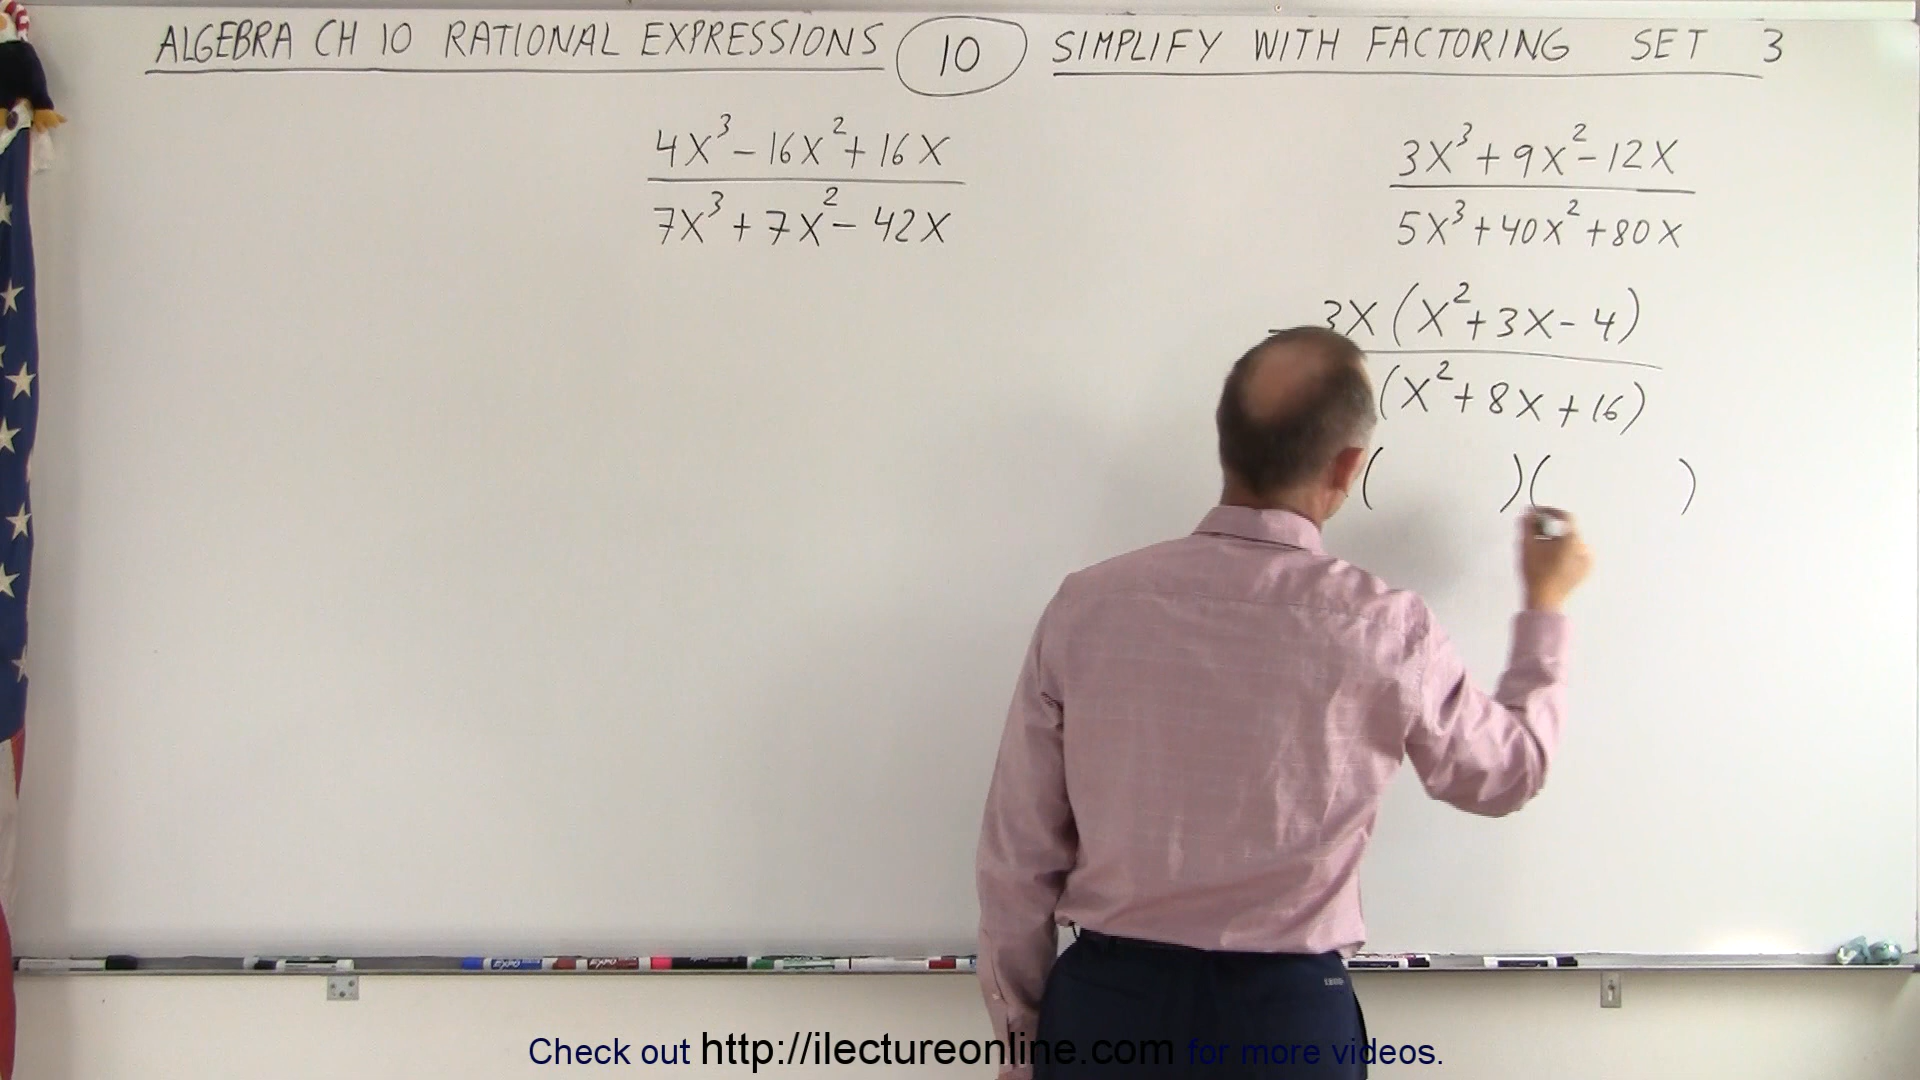 ALGEBRA CH 10 RATIONAL EXPRESSIONS 10 SIMPLIFY WITH FACTORING SET 3
4X³ - 16X² + 16X
7X³ + 7X² - 42X
3X³ + 9X² - 12X
5X³ + 40X² + 80X
3X (X² + 3X - 4)
(X² + 8X + 16)
( )( )
EXPO
EXPO
Check out http://ilectureonline.com for more videos.